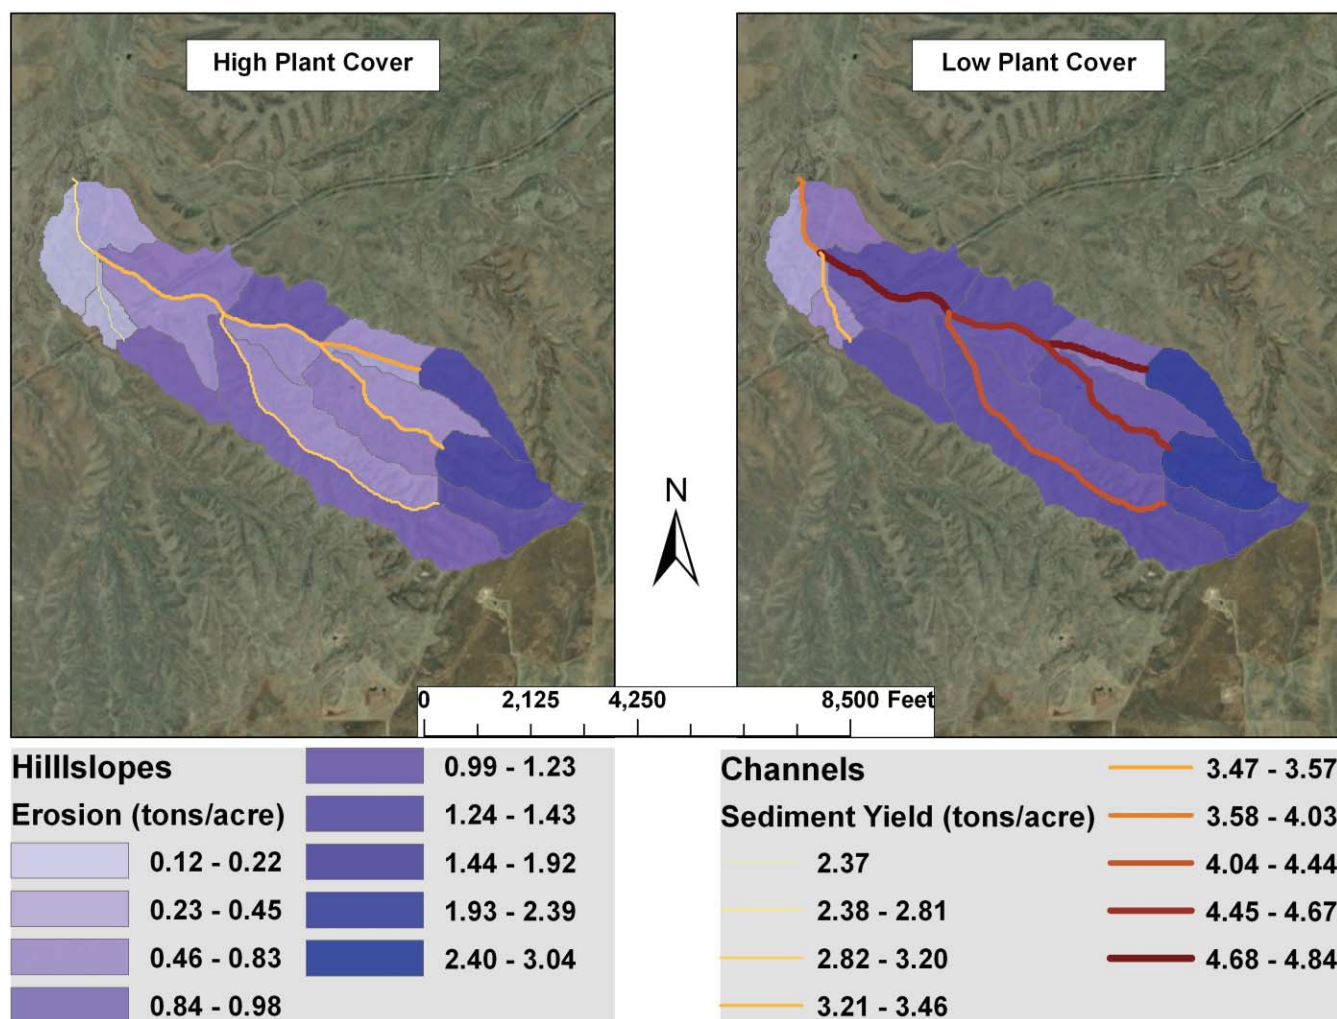 High Plant Cover
Low Plant Cover
N
0 2,125 4,250 8,500 Feet
Hilllslopes
Erosion (tons/acre)
0.12 - 0.22
0.23 - 0.45
0.46 - 0.83
0.84 - 0.98
0.99 - 1.23
1.24 - 1.43
1.44 - 1.92
1.93 - 2.39
2.40 - 3.04
Channels
Sediment Yield (tons/acre)
2.37
2.38 - 2.81
2.82 - 3.20
3.21 - 3.46
3.47 - 3.57
3.58 - 4.03
4.04 - 4.44
4.45 - 4.67
4.68 - 4.84